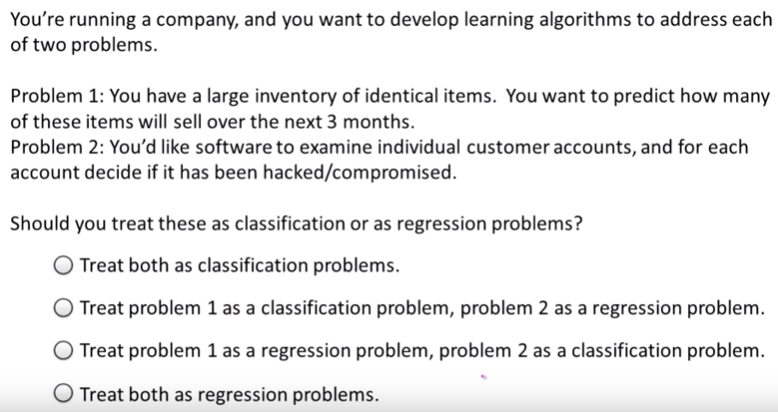 You're running a company, and you want to develop learning algorithms to address each
of two problems.
Problem 1: You have a large inventory of identical items.  You want to predict how many
of these items will sell over the next 3 months.
Problem 2: You'd like software to examine individual customer accounts, and for each
account decide if it has been hacked/compromised.
Should you treat these as classification or as regression problems?
Treat both as classification problems.
Treat problem 1 as a classification problem, problem 2 as a regression problem.
Treat problem 1 as a regression problem, problem 2 as a classification problem.
Treat both as regression problems.